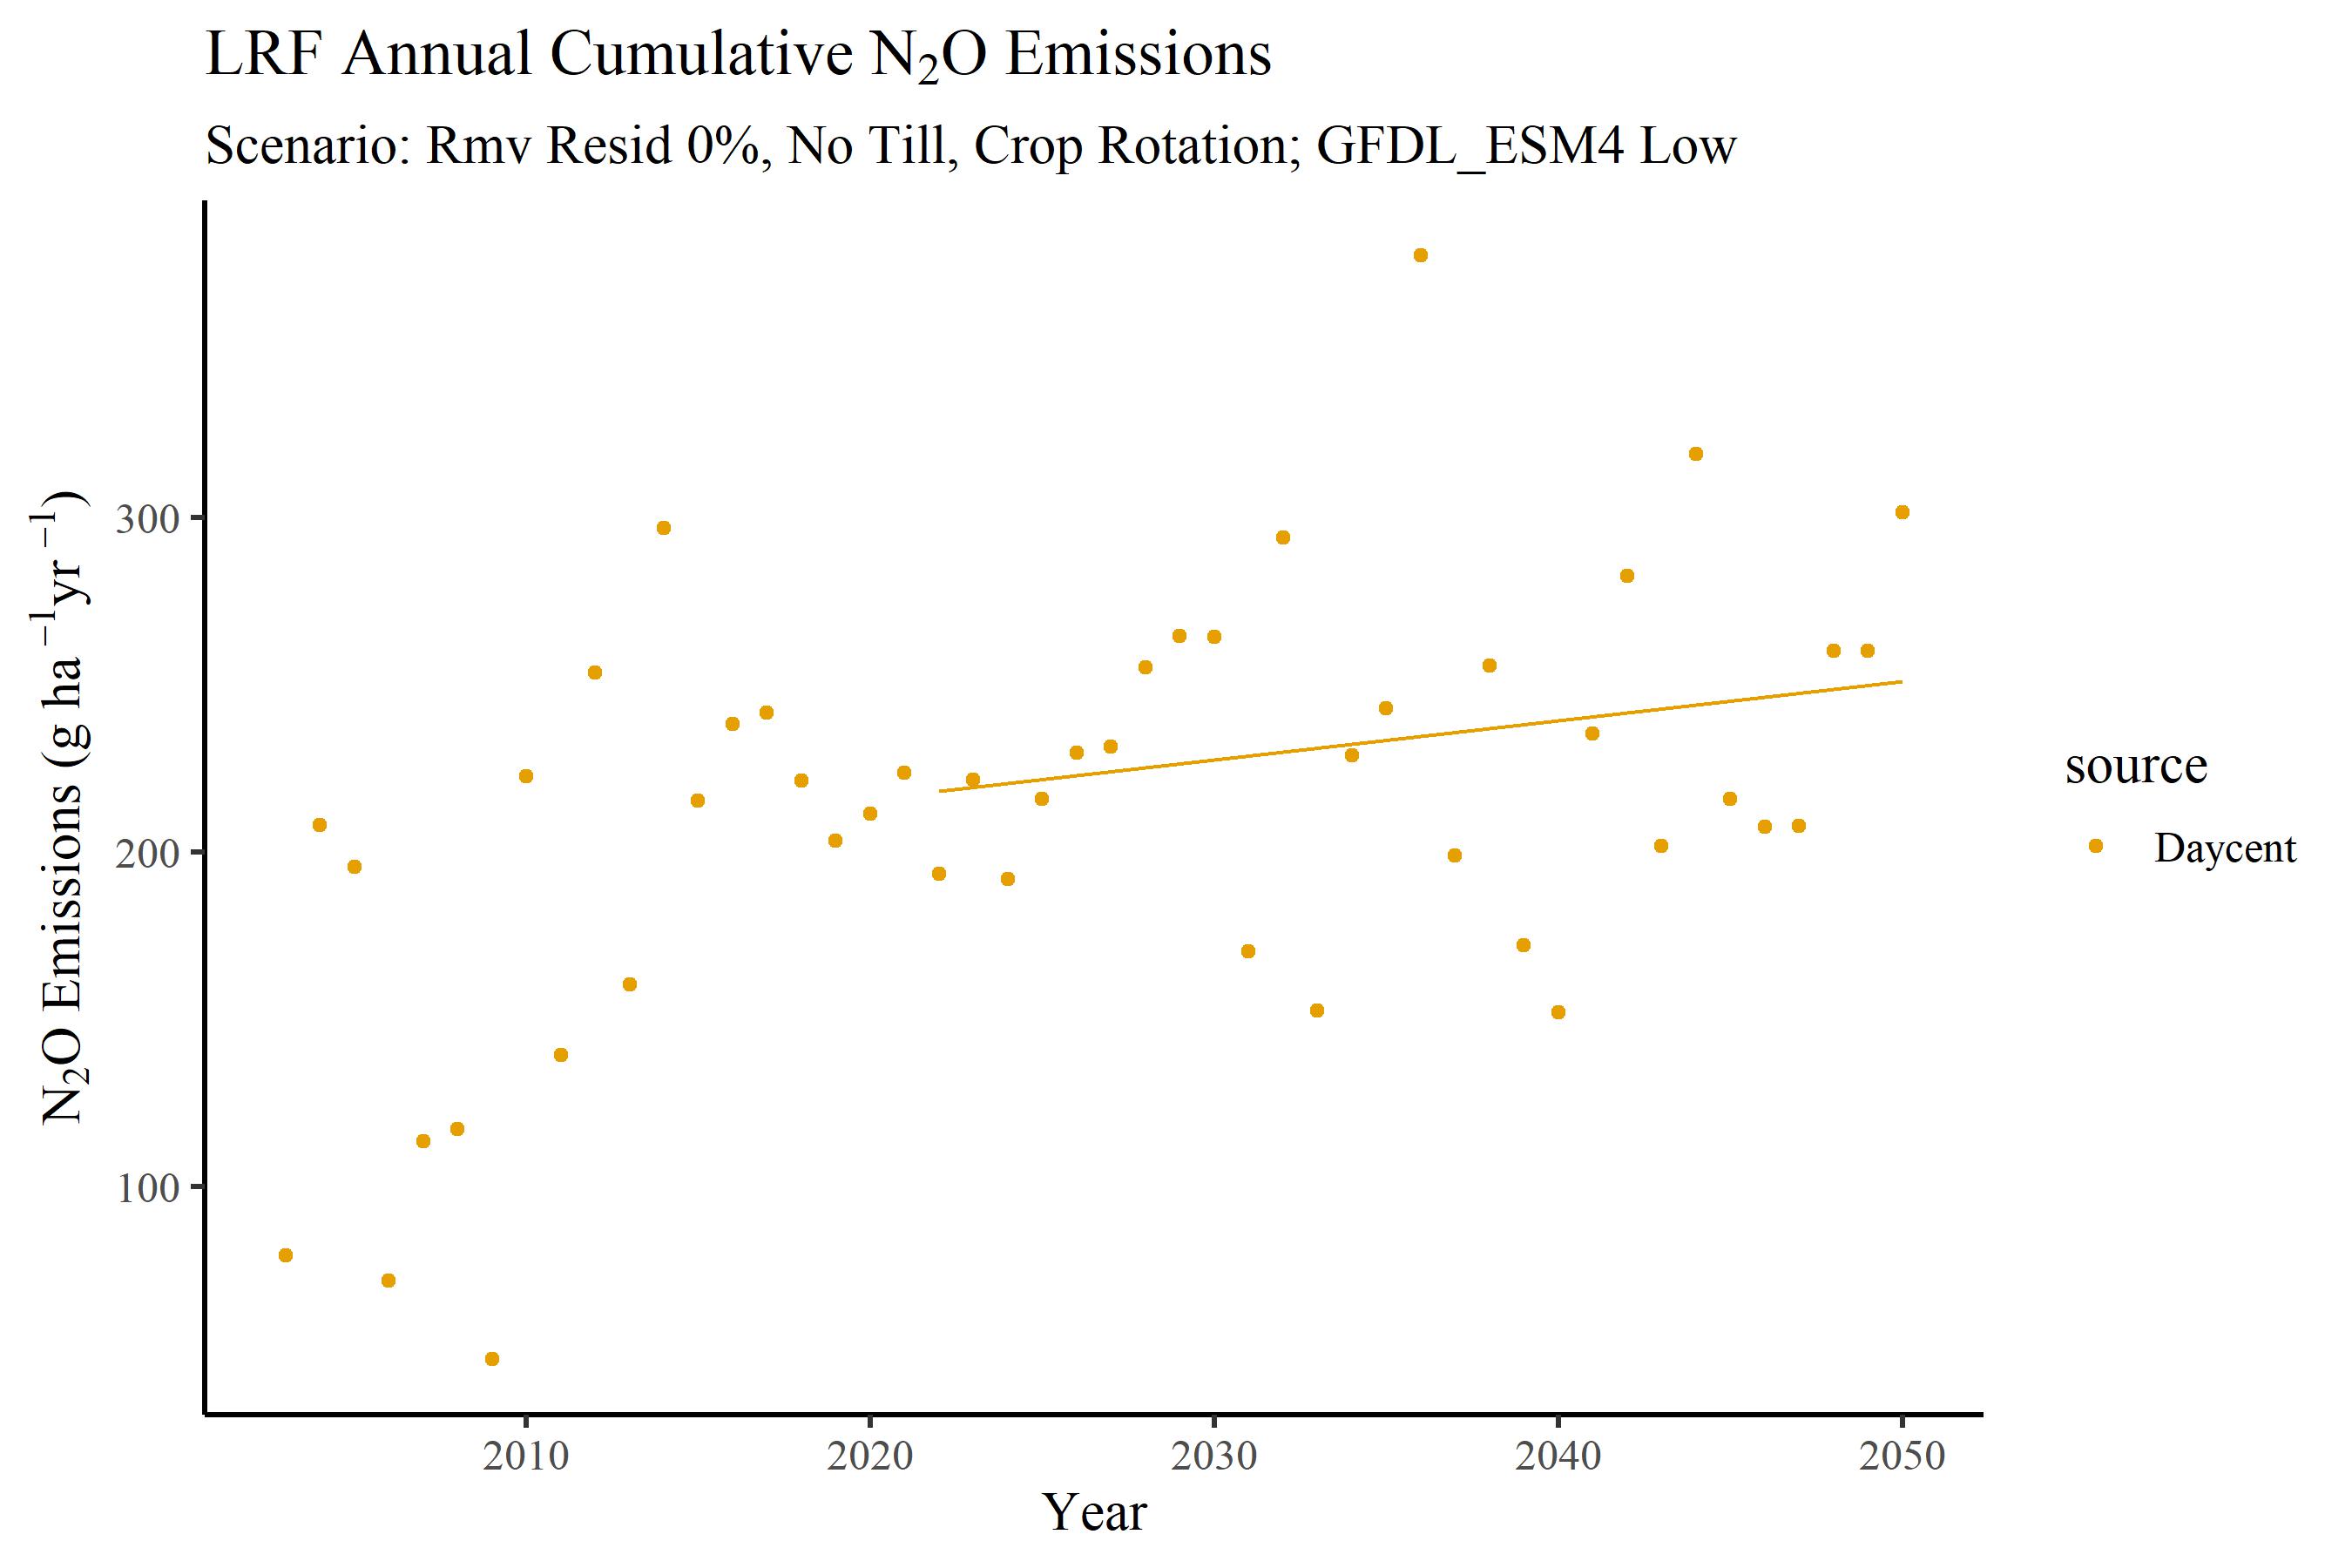 LRF Annual Cumulative N₂O Emissions
Scenario: Rmv Resid 0%, No Till, Crop Rotation; GFDL_ESM4 Low
N₂O Emissions (g ha ⁻¹yr ⁻¹)
300
200
100
2010 2020 2030 2040 2050
Year
source
Daycent